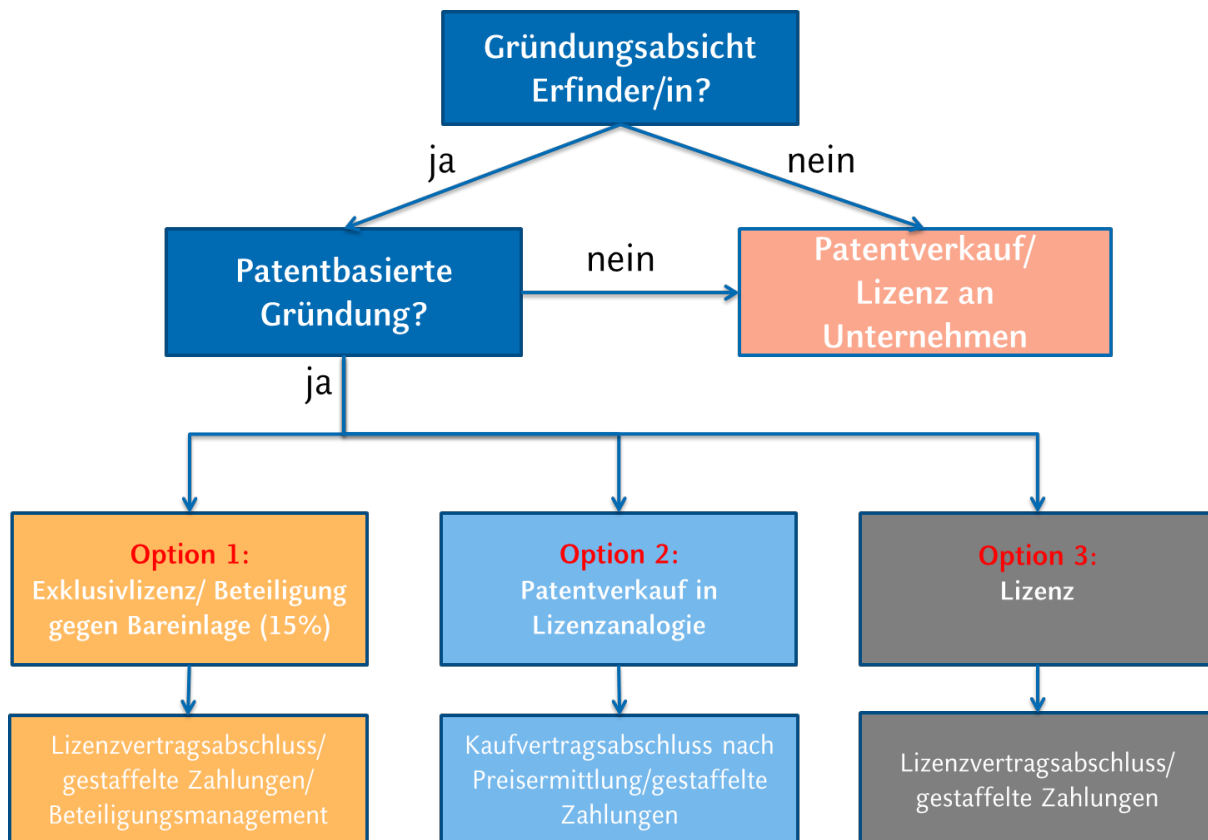 Gründungsabsicht
Erfinder/in?
ja
nein
Patentbasierte
Gründung?
nein
Patentverkauf/
Lizenz an
Unternehmen
ja
Option 1:
Exklusivlizenz/ Beteiligung
gegen Bareinlage (15%)
Option 2:
Patentverkauf in
Lizenzanalogie
Option 3:
Lizenz
Lizenzvertragsabschluss/
gestaffelte Zahlungen/
Beteiligungsmanagement
Kaufvertragsabschluss nach
Preisermittlung/gestaffelte
Zahlungen
Lizenzvertragsabschluss/
gestaffelte Zahlungen